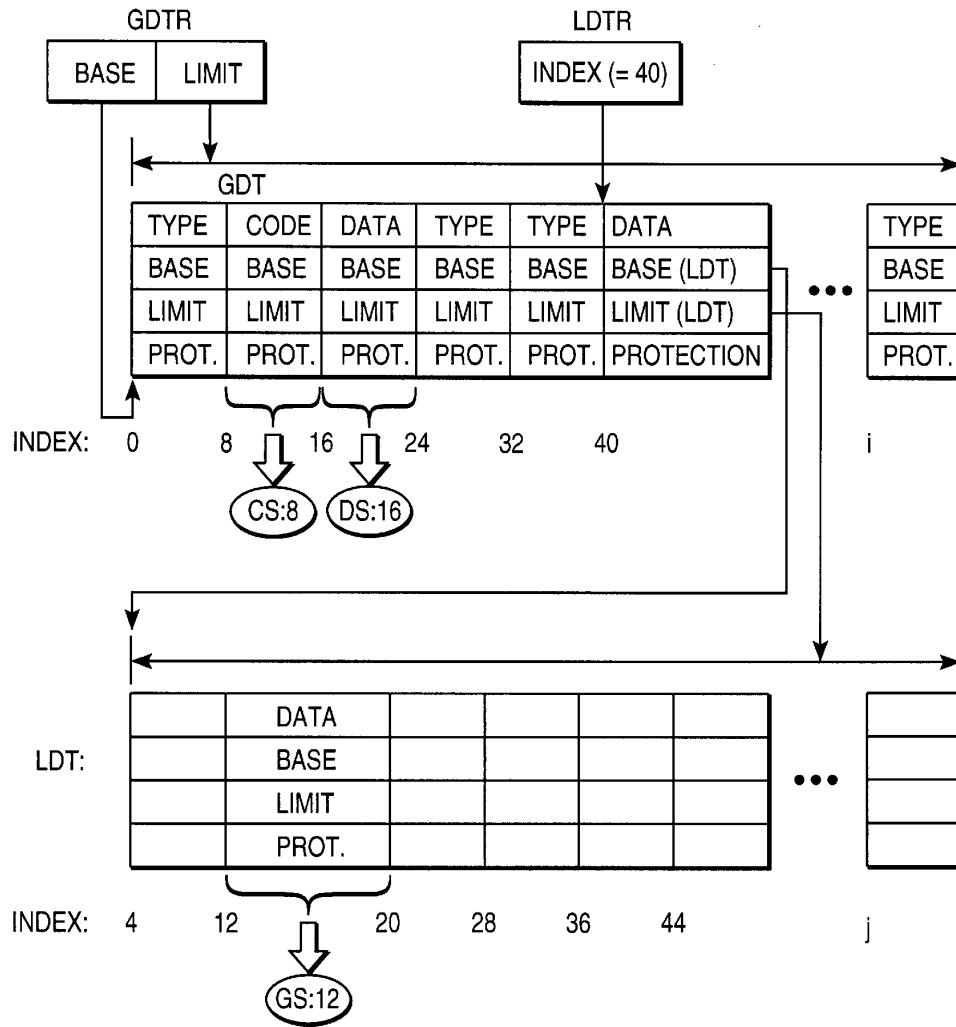 GDTR
LDTR
BASE LIMIT
INDEX (= 40)
GDT
TYPE CODE DATA TYPE TYPE DATA TYPE
BASE BASE BASE BASE BASE BASE (LDT) ••• BASE
LIMIT LIMIT LIMIT LIMIT LIMIT LIMIT (LDT) LIMIT
PROT. PROT. PROT. PROT. PROT. PROTECTION PROT.
INDEX: 0 8 16 24 32 40 i
CS:8 DS:16
DATA
LDT: BASE •••
LIMIT
PROT.
INDEX: 4 12 20 28 36 44 j
GS:12